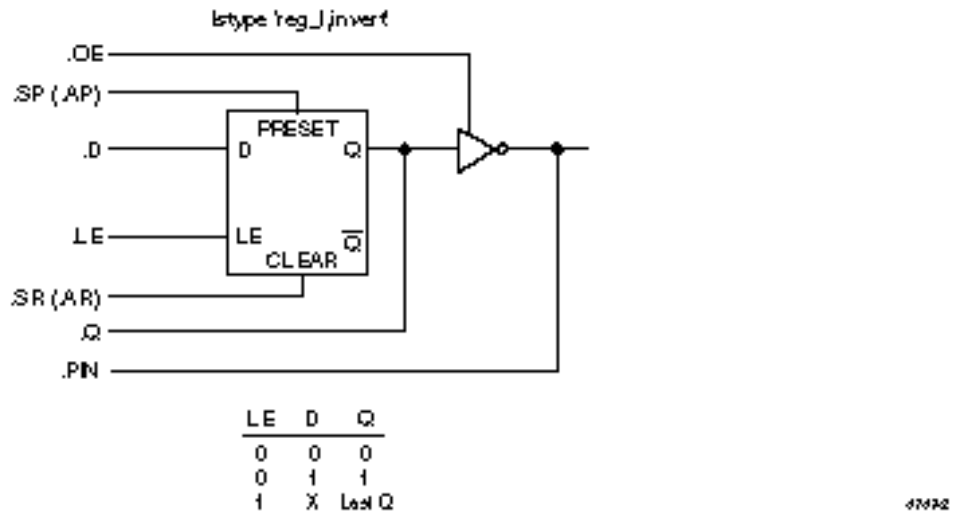 Istype 'reg_l,invert'
.OE
.SP (.AP)
PRESET
.D D Q
.LE LE Q
CLEAR
.SR (.AR)
.Q
.PIN
LE D Q
0 0 0
0 1 1
1 X Last Q